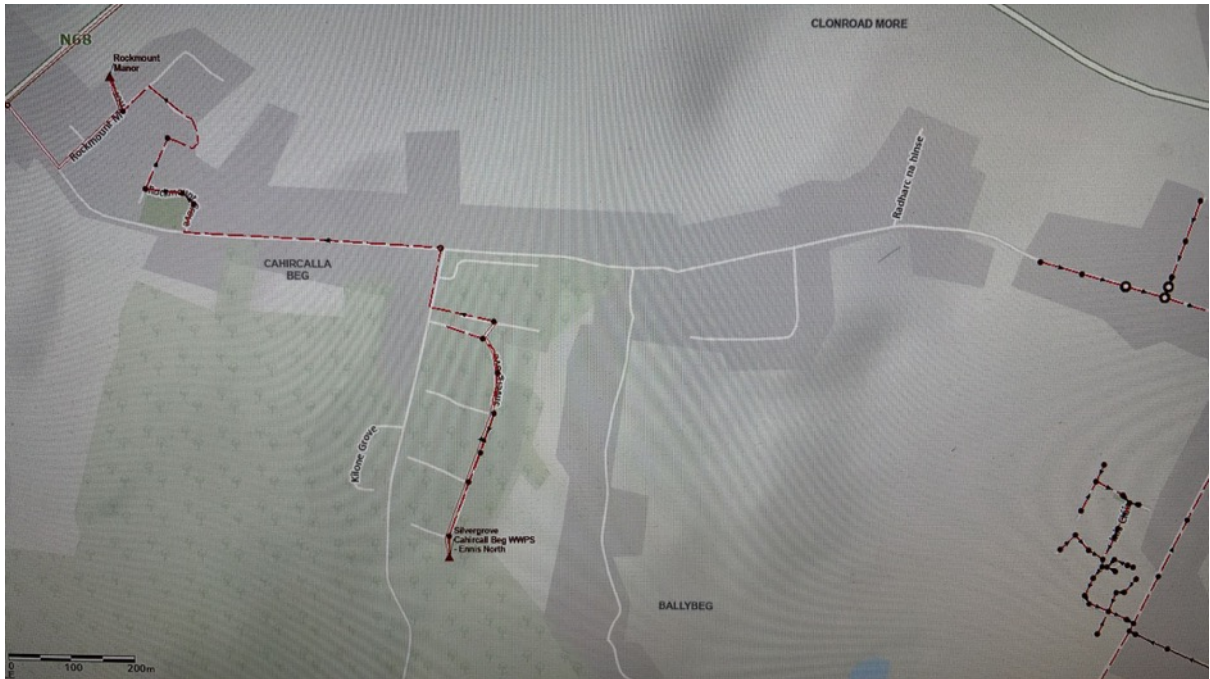 CLONROAD MORE
N68
Rockmount
Manor
Rockmount M
Radharc na hInse
CAHIRCALLA
BEG
Silvergrove
Kilone Grove
Silvergrove
Cahircall Beg WWPS
- Ennis North
BALLYBEG
0 100 200m